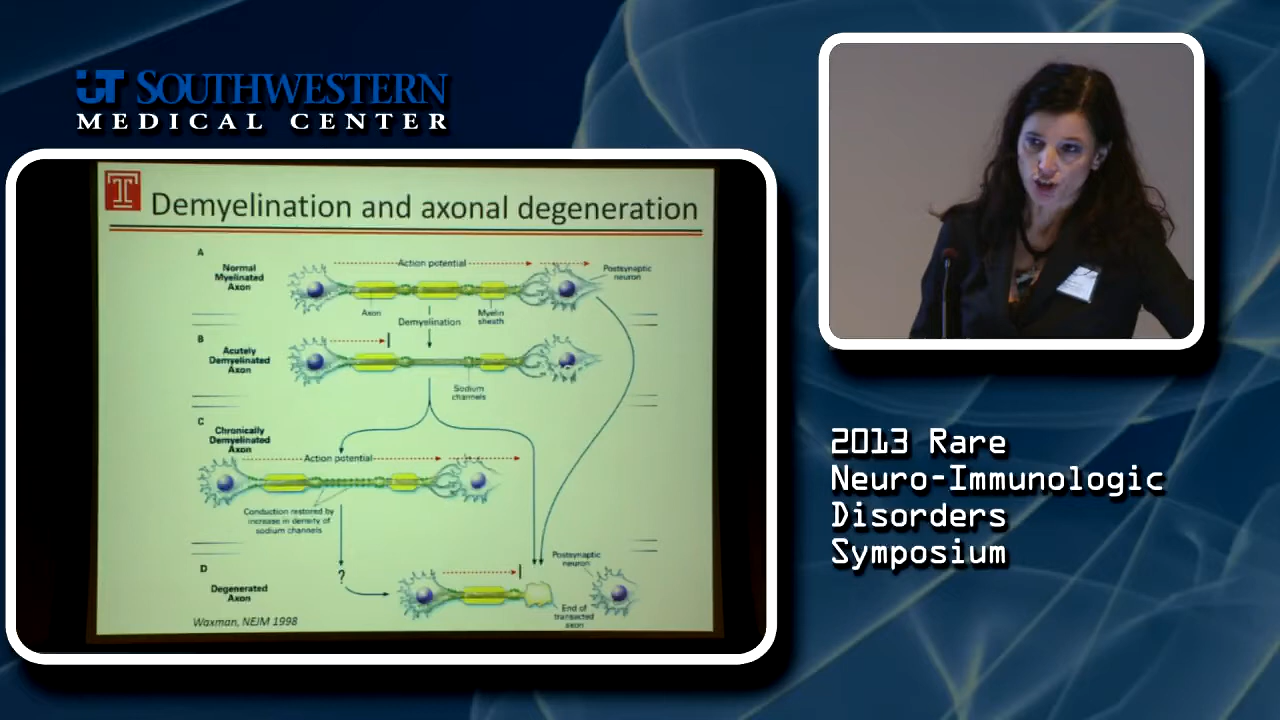 UT SOUTHWESTERN
MEDICAL CENTER
T
Demyelination and axonal degeneration
A
Normal
Myelinated
Axon
Action potential
Postsynaptic
neuron
Axon
Myelin
sheath
Demyelination
B
Acutely
Demyelinated
Axon
Sodium
channels
C
Chronically
Demyelinated
Axon
Action potential
Conduction restored by
increase in density of
sodium channels
D
Degenerated
Axon
?
Postsynaptic
neuron
End of
transected
axon
Waxman, NEJM 1998
2013 Rare
Neuro-Immunologic
Disorders
Symposium